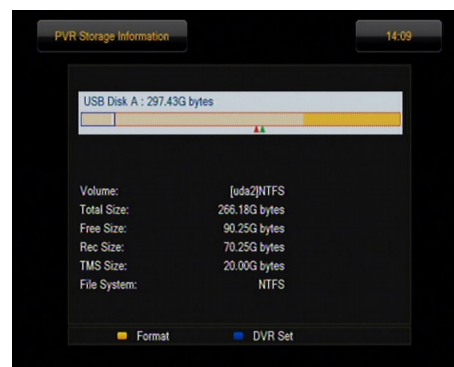 PVR Storage Information
14:09
USB Disk A : 297.43G bytes
Volume: [uda2]NTFS
Total Size: 266.18G bytes
Free Size: 90.25G bytes
Rec Size: 70.25G bytes
TMS Size: 20.00G bytes
File System: NTFS
Format DVR Set